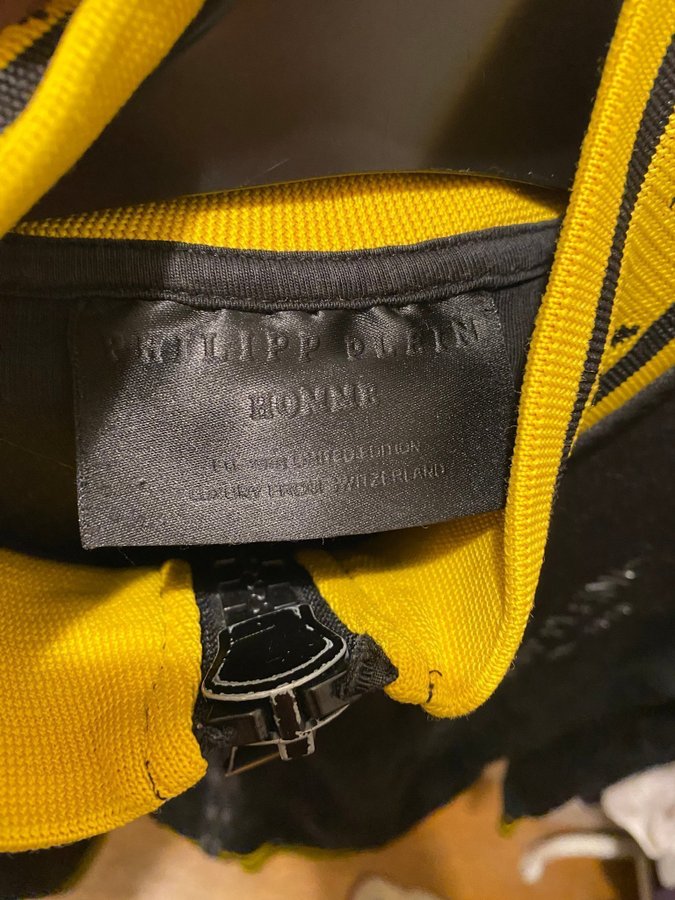 PHILIPP PLEIN
HOMME
LIMITED EDITION
LUXURY FROM SWITZERLAND